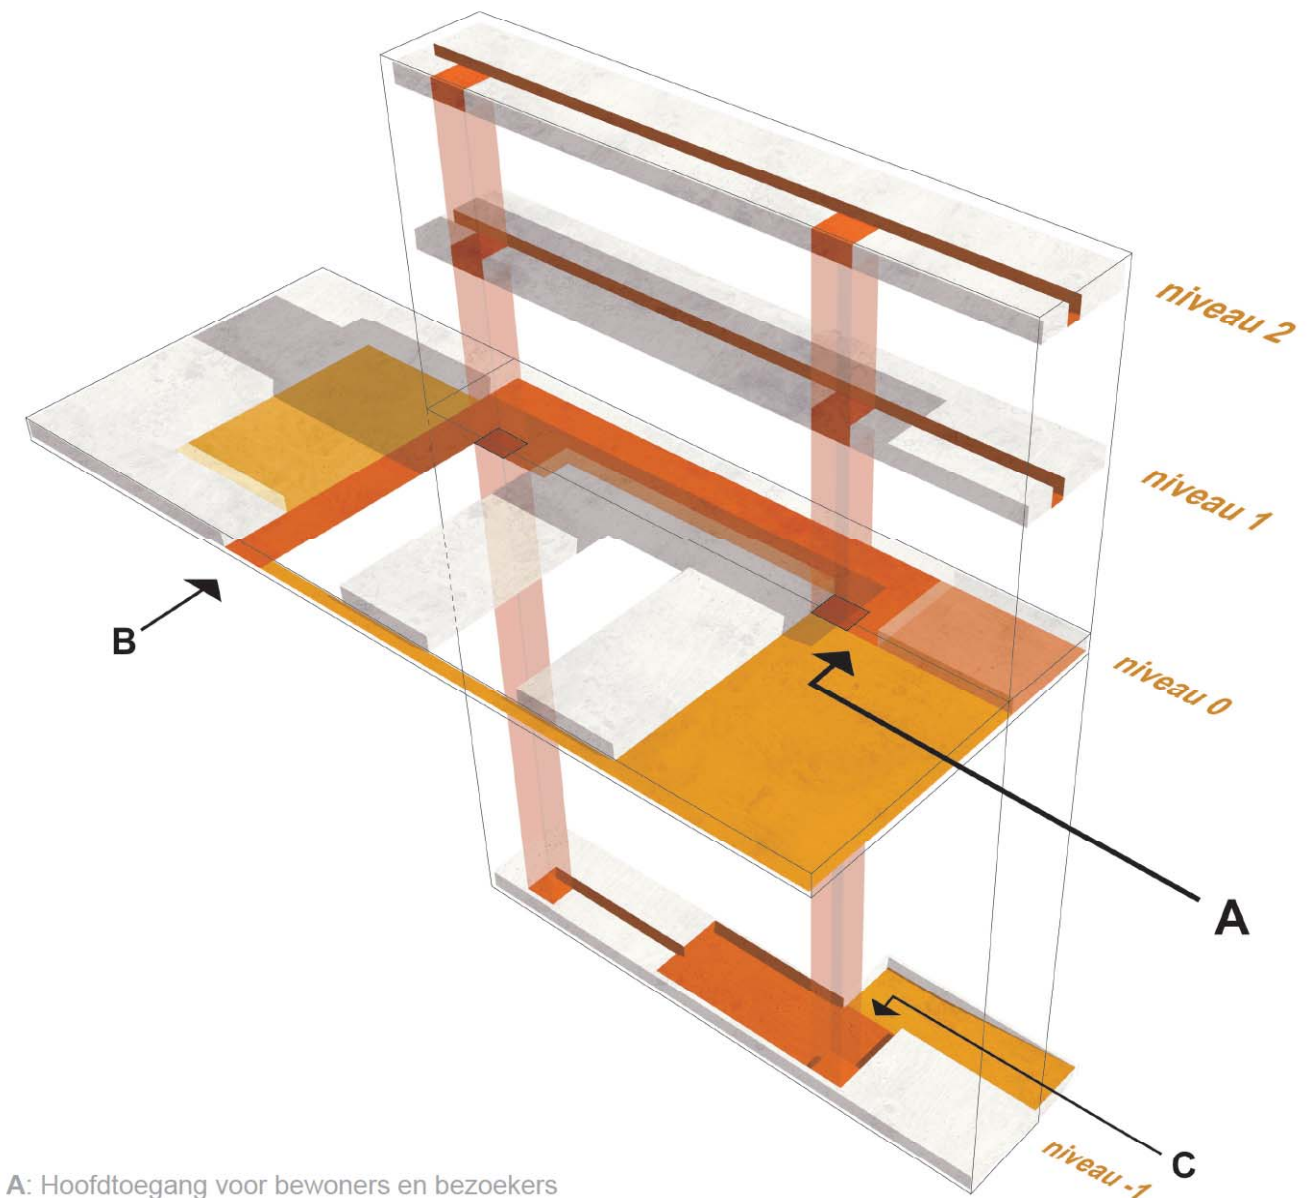 niveau 2
niveau 1
B
niveau 0
A
C
niveau -1
A: Hoofdtoegang voor bewoners en bezoekers